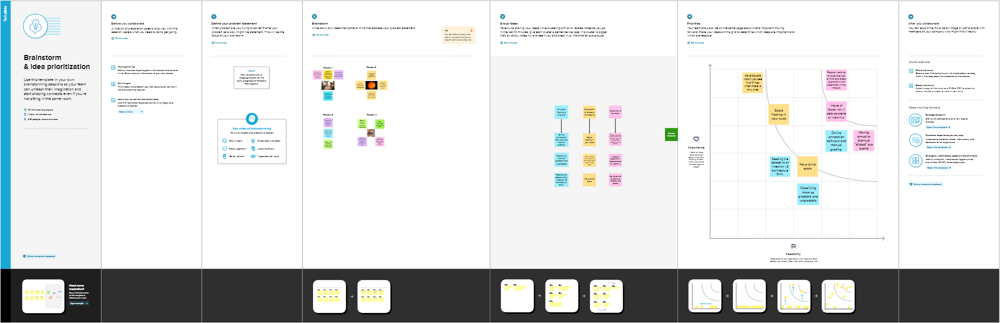 Template
Brainstorm
& idea prioritization
Use this template in your own
brainstorming sessions so your team
can unleash their imagination and
start shaping concepts even if you're
not sitting in the same room.
10 minutes to prepare
1 hour to collaborate
2-8 people recommended
Share template feedback
Need some
inspiration?
See a finished version
of this template to
kickstart your work.
Open example
Before you collaborate
A little bit of preparation goes a long way with this
session. Here's what you need to do to get going.
10 minutes
A
Team gathering
Define who should participate in the session and send an
invite. Share relevant information or pre-work ahead.
B
Set the goal
Think about the problem you'll be focusing on solving in
the brainstorming session.
C
Learn how to use the facilitation tools
Use the Facilitation Superpowers to run a happy and
productive session.
Open article
1
Define your problem statement
What problem are you trying to solve? Frame your
problem as a How Might We statement. This will be the
focus of your brainstorm.
5 minutes
PROBLEM
How to construct an
imaging system for the
early prognosis of Diabetic
Retinopathy
Key rules of brainstorming
To run an smooth and productive session
Stay in topic.
Encourage wild ideas.
Defer judgment.
Listen to others.
Go for volume.
If possible, be visual.
2
Brainstorm
Write down any ideas that come to mind that address your problem statement.
10 minutes
TIP
You can select a sticky note
and hit the pencil [switch to
sketch] icon to start drawing!
Person 1
Person 2
Person 3
Person 4
3
Group ideas
Take turns sharing your ideas while clustering similar or related notes as you go.
In the last 10 minutes, give each cluster a sentence-like label. If a cluster is bigger
than six sticky notes, try and see if you and break it up into smaller sub-groups.
20 minutes
Physical
Testing &
Analysis
Symptoms
of diabetic
retinopathy
Measures to
be taken
Online
annotation
software and
manual
grading
Spots
floating in
your eyes
Classifying
them as
gradable and
ungradable
Intake of
foods rich in
beta-carotene
or vitamin-A
Feeding the
dataset to an
inception v3
architecture
CNN
Have blind
spots
Having annual
or biannual
"dilated" eye
exams
4
Prioritize
Your team should all be on the same page about what's important moving
forward. Place your ideas on this grid to determine which ideas are important and
which are feasible.
20 minutes
Importance
If each of these
tasks could get
done without any
difficulty or cost,
which would have
the most positive
impact?
Have double
vision (you see
two things
when there is
only one)
Regular washing
of eyes and use
of mild eye drops
to prevent fluid
stagnation in the
macula
Spots
floating in
your eyes
Intake of
foods rich in
beta-carotene
or vitamin-A
Online
annotation
software and
manual
grading
Having
annual or
biannual
"dilated" eye
exams
Feeding the
dataset to an
inception v3
architecture
CNN
Have blind
spots
Classifying
them as
gradable and
ungradable
Feasibility
Regardless of their importance, which tasks are more
feasible than others? (Cost, time, effort, complexity, etc.)
After you collaborate
You can export the mural as an image or pdf to share with
members of your company who might find it helpful.
Quick add-ons
A
Share the mural
Share a view link to the mural with stakeholders to keep
them in the loop about the outcomes of the session.
B
Export the mural
Export a copy of the mural as a PNG or PDF to attach to
emails, include in slides, or save in your drive.
Keep moving forward
Strategy blueprint
Define the components of a new idea or
strategy.
Open the template
Customer experience journey map
Understand customer needs, motivations, and
obstacles for an experience.
Open the template
Strengths, weaknesses, opportunities & threats
Identify strengths, weaknesses, opportunities,
and threats (SWOT) to develop a plan.
Open the template
Share template feedback